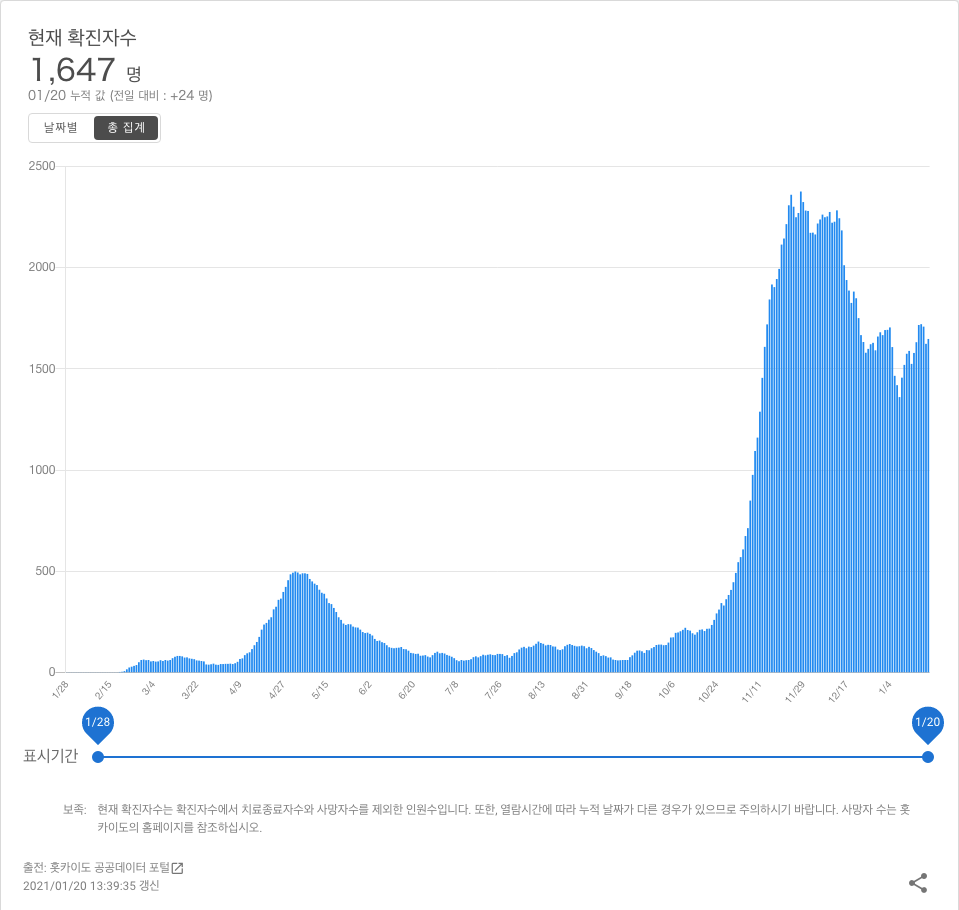 현재 확진자수
1,647 명
01/20 누적 값 (전일 대비 : +24 명)
날짜별 총 집계
2500
2000
1500
1000
500
0
1/28 2/15 3/4 3/22 4/9 4/27 5/15 6/2 6/20 7/8 7/26 8/13 8/31 9/18 10/6 10/24 11/11 11/29 12/17 1/4
1/28 1/20
표시기간
보족: 현재 확진자수는 확진자수에서 치료종료자수와 사망자수를 제외한 인원수입니다. 또한, 열람시간에 따라 누적 날짜가 다른 경우가 있으므로 주의하시기 바랍니다. 사망자 수는 홋
카이도의 홈페이지를 참조하십시오.
출전: 홋카이도 공공데이터 포털
2021/01/20 13:39:35 갱신